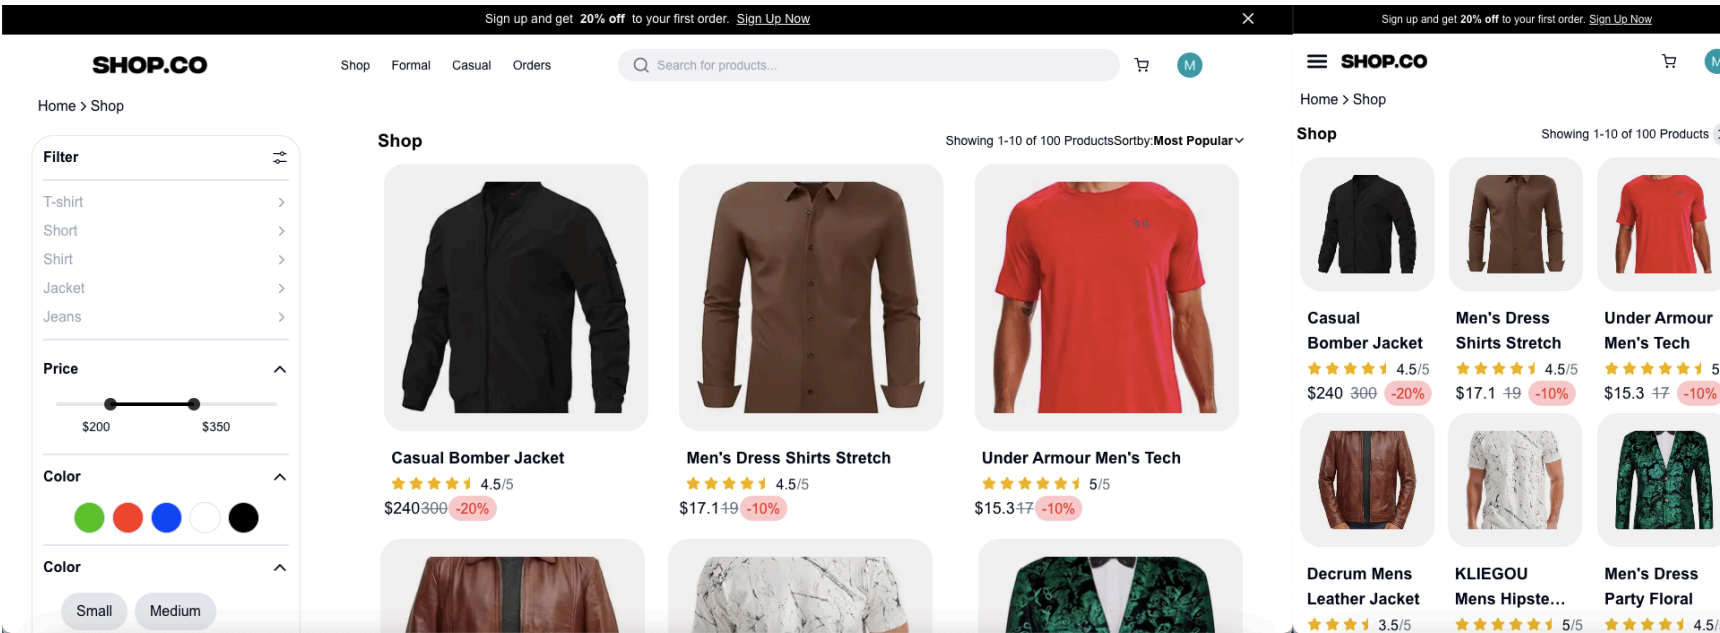 Sign up and get 20% off to your first order. Sign Up Now
SHOP.CO
Shop Formal Casual Orders
Search for products...
M
Home > Shop
Filter
T-shirt
Short
Shirt
Jacket
Jeans
Price
$200 $350
Color
Color
Small Medium
Shop
Showing 1-10 of 100 ProductsSortby:Most Popular
Casual Bomber Jacket
4.5/5
$240300 -20%
Men's Dress Shirts Stretch
4.5/5
$17.119 -10%
Under Armour Men's Tech
5/5
$15.317 -10%
Sign up and get 20% off to your first order. Sign Up Now
SHOP.CO
M
Home > Shop
Shop
Showing 1-10 of 100 Products
Casual
Bomber Jacket
4.5/5
$240 300 -20%
Men's Dress
Shirts Stretch
4.5/5
$17.1 19 -10%
Under Armour
Men's Tech
5
$15.3 17 -10%
Decrum Mens
Leather Jacket
3.5/5
KLIEGOU
Mens Hipste...
5/5
Men's Dress
Party Floral
4.5/